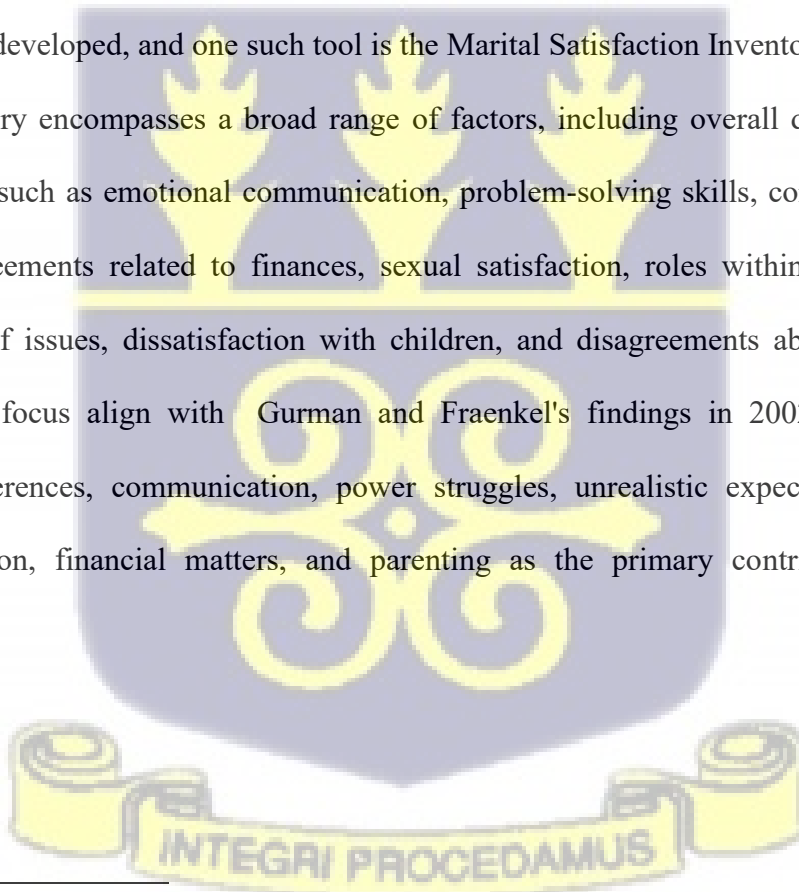 developed, and one such tool is the Marital Satisfaction Invento
ry encompasses a broad range of factors, including overall
such as emotional communication, problem-solving skills, co
eements related to finances, sexual satisfaction, roles within
f issues, dissatisfaction with children, and disagreements ab
focus align with Gurman and Fraenkel's findings in 200
erences, communication, power struggles, unrealistic expec
on, financial matters, and parenting as the primary contr
INTEGRI PROCEDAMUS